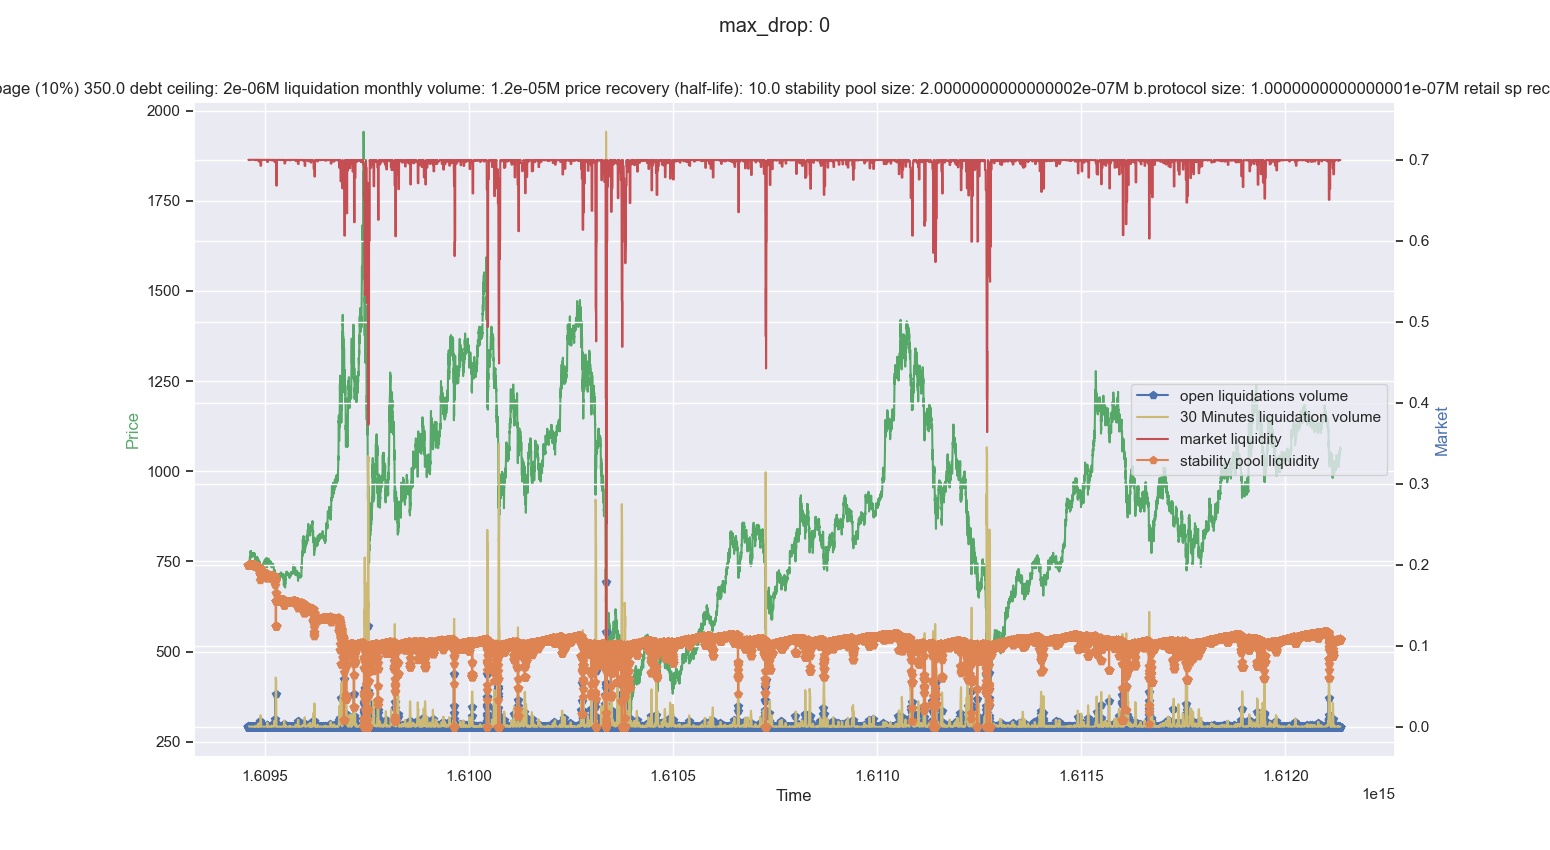 max_drop: 0
page (10%) 350.0 debt ceiling: 2e-06M liquidation monthly volume: 1.2e-05M price recovery (half-life): 10.0 stability pool size: 2.0000000000000002e-07M b.protocol size: 1.0000000000000001e-07M retail sp rec
2000
1750
1500
1250
1000
750
500
250
Price
0.7
0.6
0.5
0.4
0.3
0.2
0.1
0.0
Market
open liquidations volume
30 Minutes liquidation volume
market liquidity
stability pool liquidity
1.6095
1.6100
1.6105
1.6110
1.6115
1.6120
Time
1e15